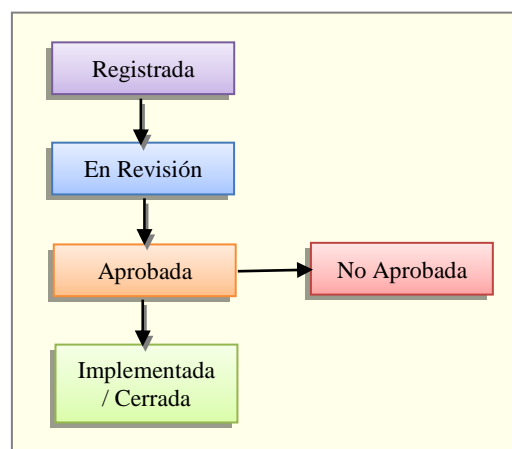 Registrada
En Revisión
Aprobada
No Aprobada
Implementada
/ Cerrada